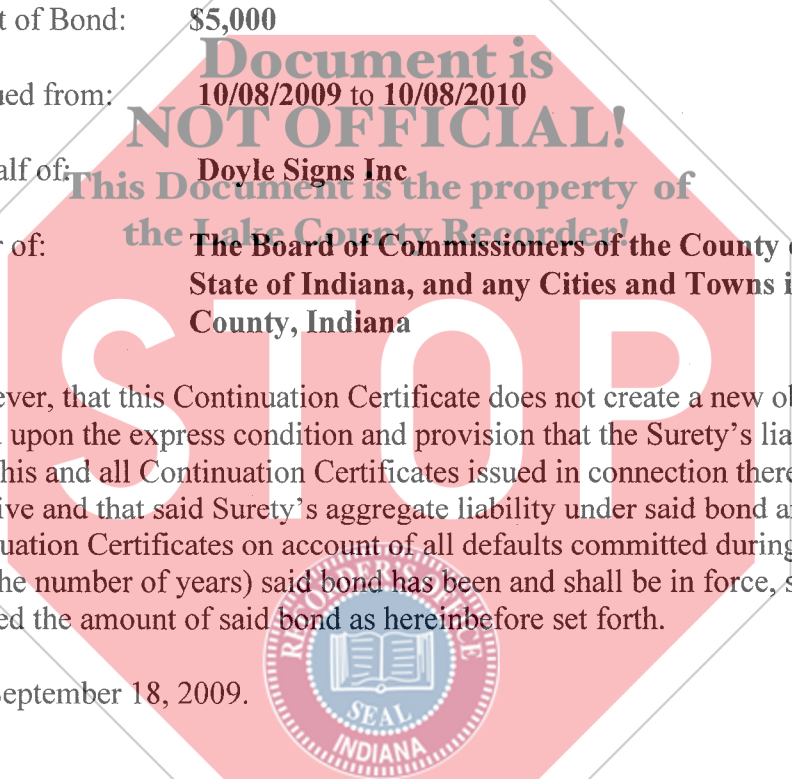 t of Bond: $5,000
Document is
ued from: 10/08/2009 to 10/08/2010
NOT OFFICIAL!
alf of: Doyle Signs Inc
This Document is the property of
the Lake County Recorder!
r of: The Board of Commissioners of the County
State of Indiana, and any Cities and Towns i
County, Indiana
STOP
ever, that this Continuation Certificate does not create a new ob
upon the express condition and provision that the Surety's lia
his and all Continuation Certificates issued in connection there
ive and that said Surety's aggregate liability under said bond a
uation Certificates on account of all defaults committed during
he number of years) said bond has been and shall be in force, s
ed the amount of said bond as hereinbefore set forth.
RECORDER'S OFFICE
eptember 18, 2009.
SEAL
INDIANA